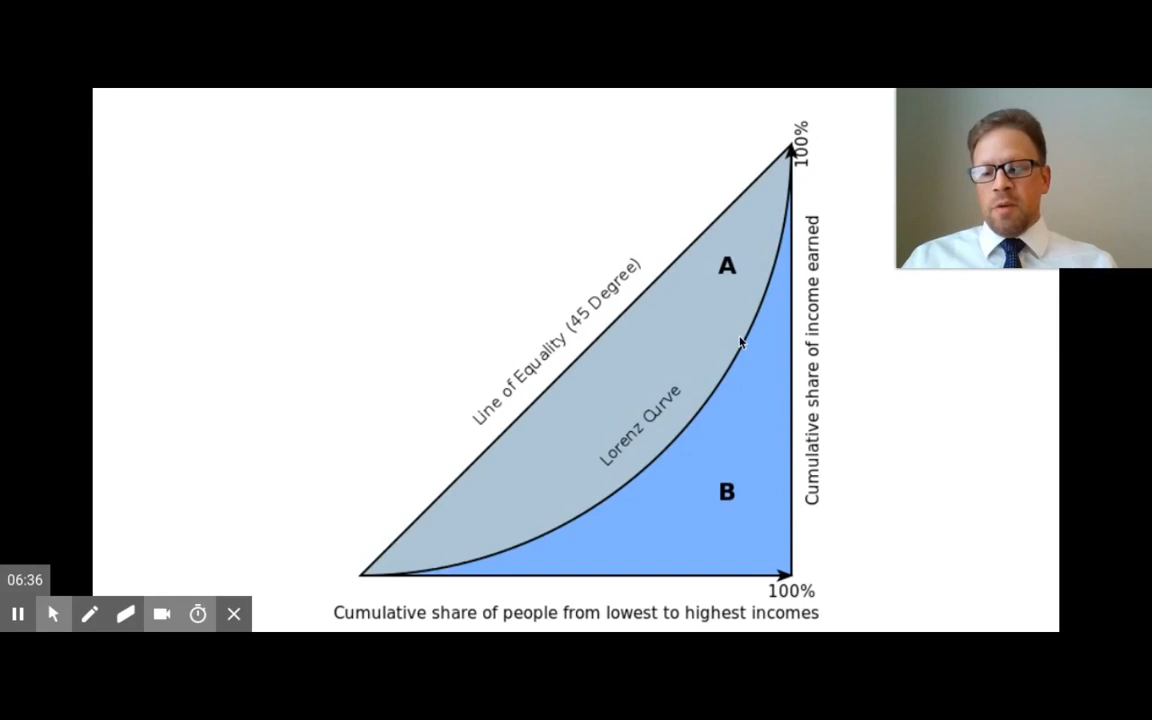 100%
Cumulative share of income earned
A
Line of Equality (45 Degree)
Lorenz Curve
B
100%
Cumulative share of people from lowest to highest incomes
06:36